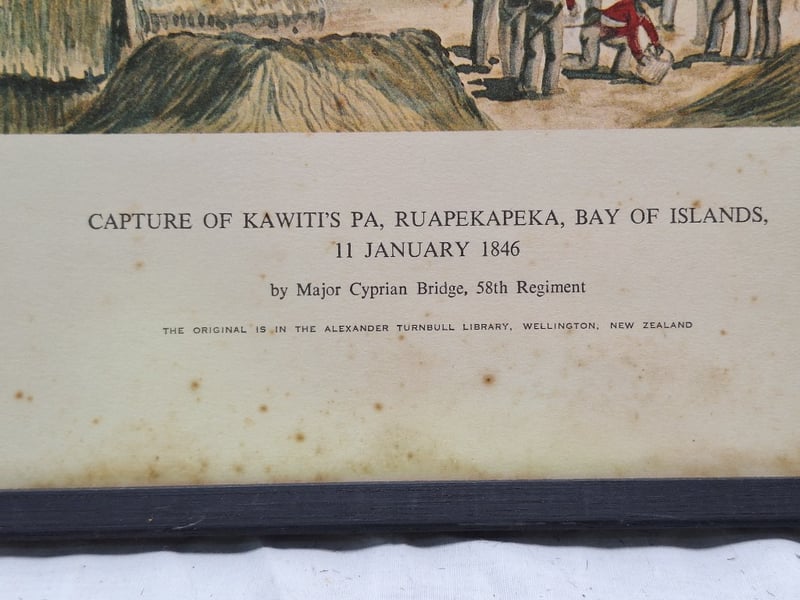 CAPTURE OF KAWITI'S PA, RUAPEKAPEKA, BAY OF ISLANDS,
11 JANUARY 1846
by Major Cyprian Bridge, 58th Regiment
THE ORIGINAL IS IN THE ALEXANDER TURNBULL LIBRARY, WELLINGTON, NEW ZEALAND